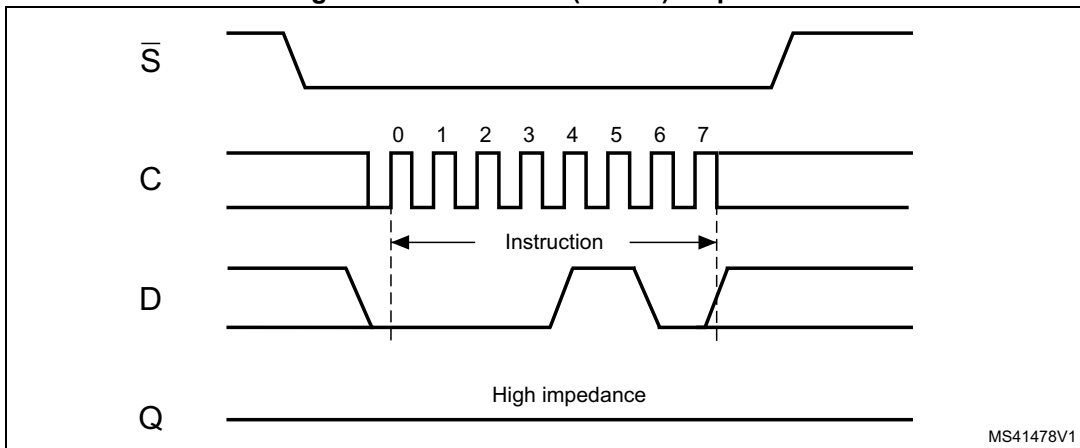 S̅
0 1 2 3 4 5 6 7
C
Instruction
D
High impedance
Q
MS41478V1